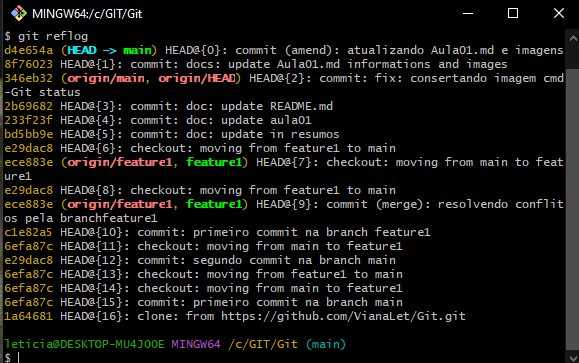 MINGW64:/c/GIT/Git
$ git reflog
d4e654a (HEAD -> main) HEAD@{0}: commit (amend): atualizando Aula01.md e imagens
8f76023 HEAD@{1}: commit: docs: update Aula01.md informations and images
346eb32 (origin/main, origin/HEAD) HEAD@{2}: commit: fix: consertando imagem cmd
-Git status
2b69682 HEAD@{3}: commit: doc: update README.md
233f23f HEAD@{4}: commit: doc: update aula01
bd5bb9e HEAD@{5}: commit: doc: update in resumos
e29dac8 HEAD@{6}: checkout: moving from feature1 to main
ece883e (origin/feature1, feature1) HEAD@{7}: checkout: moving from main to feat
ure1
e29dac8 HEAD@{8}: checkout: moving from feature1 to main
ece883e (origin/feature1, feature1) HEAD@{9}: commit (merge): resolvendo conflit
os pela branchfeature1
c1e82a5 HEAD@{10}: commit: primeiro commit na branch feature1
6efa87c HEAD@{11}: checkout: moving from main to feature1
e29dac8 HEAD@{12}: commit: segundo commit na branch main
6efa87c HEAD@{13}: checkout: moving from feature1 to main
6efa87c HEAD@{14}: checkout: moving from main to feature1
6efa87c HEAD@{15}: commit: primeiro commit na branch main
1a64681 HEAD@{16}: clone: from https://github.com/VianaLet/Git.git
leticia@DESKTOP-MU4JOOE MINGW64 /c/GIT/Git (main)
$